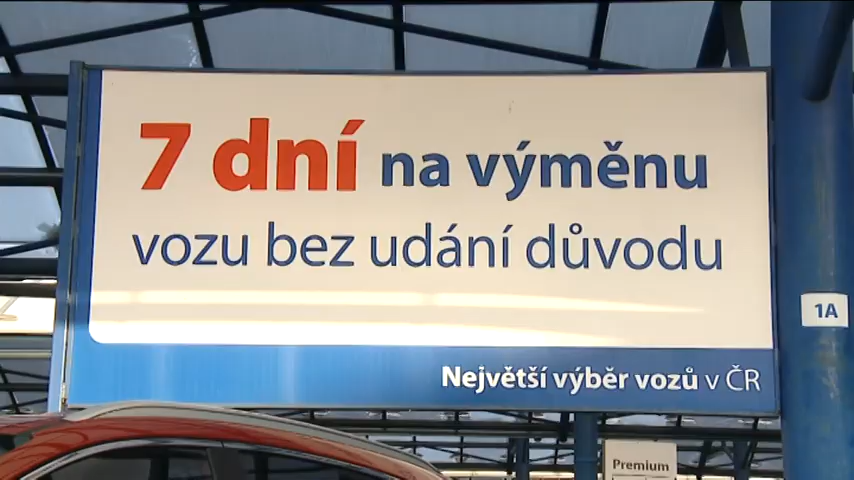 7 dní na výměnu
vozu bez udání důvodu
Největší výběr vozů v ČR
1A
Premium